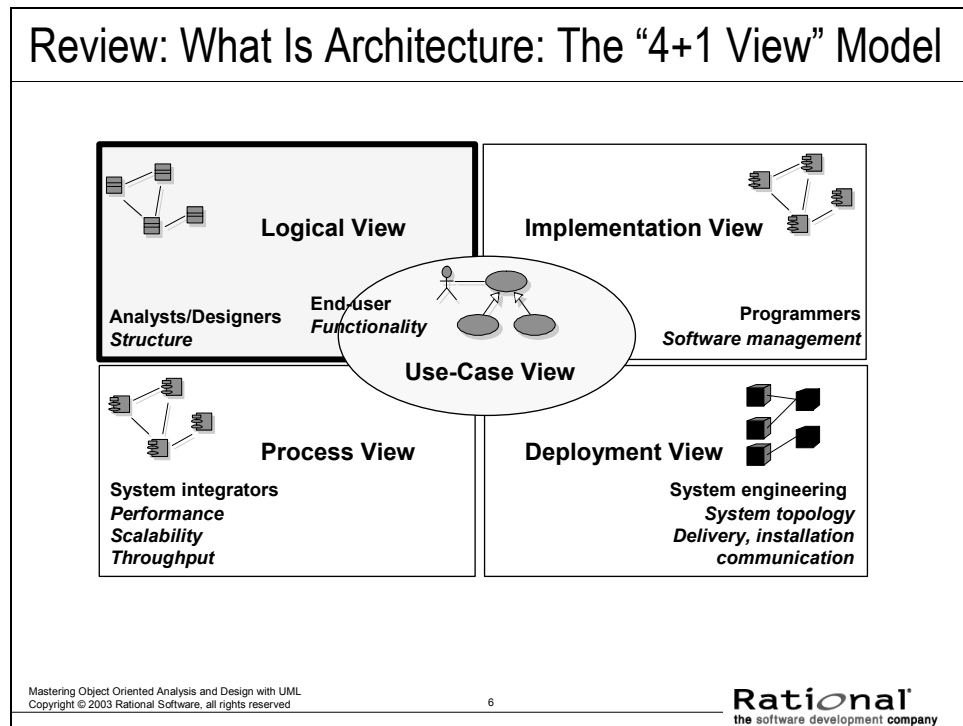 Review: What Is Architecture: The “4+1 View” Model
Logical View
Analysts/Designers
Structure
Implementation View
Programmers
Software management
End-user
Functionality
Use-Case View
Process View
System integrators
Performance
Scalability
Throughput
Deployment View
System engineering
System topology
Delivery, installation
communication
Mastering Object Oriented Analysis and Design with UML
Copyright © 2003 Rational Software, all rights reserved
6
Rational
the software development company